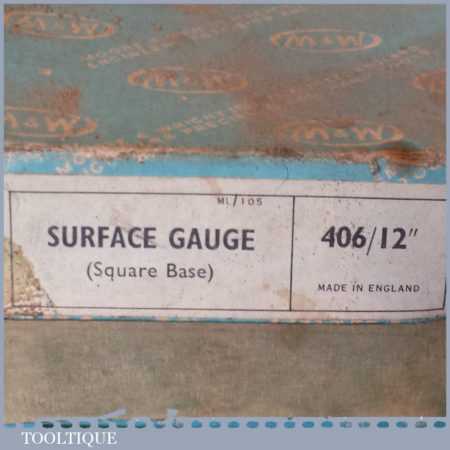 M&W
M&W
M&W
ML/105
SURFACE GAUGE
406/12"
(Square Base)
MADE IN ENGLAND
TOOLTIQUE